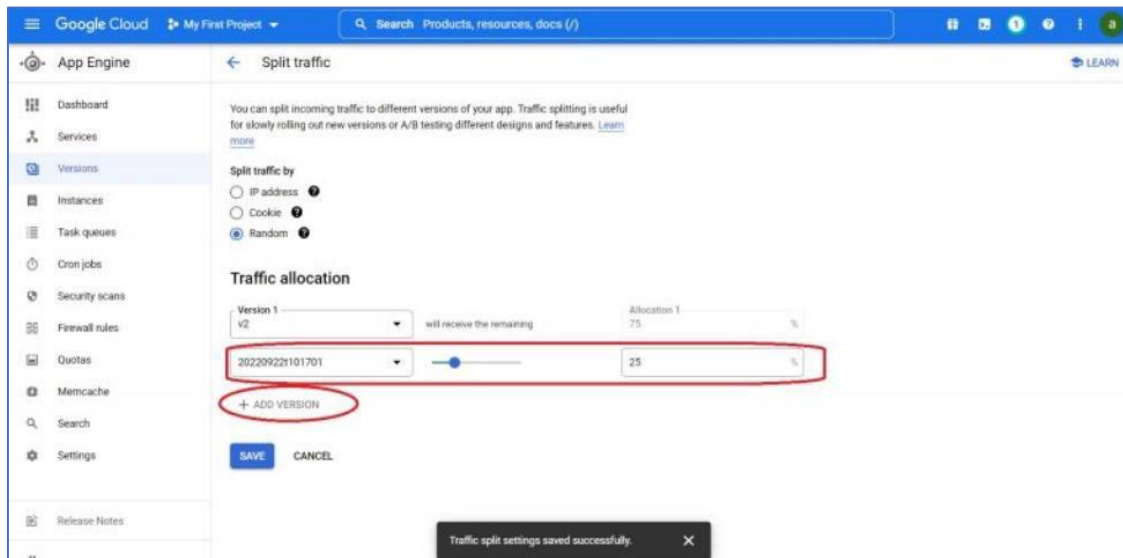 Google Cloud
My First Project
Search Products, resources, docs (/)
1
a
App Engine
Split traffic
LEARN
Dashboard
Services
Versions
Instances
Task queues
Cron jobs
Security scans
Firewall rules
Quotas
Memcache
Search
Settings
Release Notes
You can split incoming traffic to different versions of your app. Traffic splitting is useful
for slowly rolling out new versions or A/B testing different designs and features. Learn
more
Split traffic by
IP address ?
Cookie ?
Random ?
Traffic allocation
Version 1
v2
will receive the remaining
Allocation 1
75 %
20220922t101701
25 %
+ ADD VERSION
SAVE CANCEL
Traffic split settings saved successfully. X